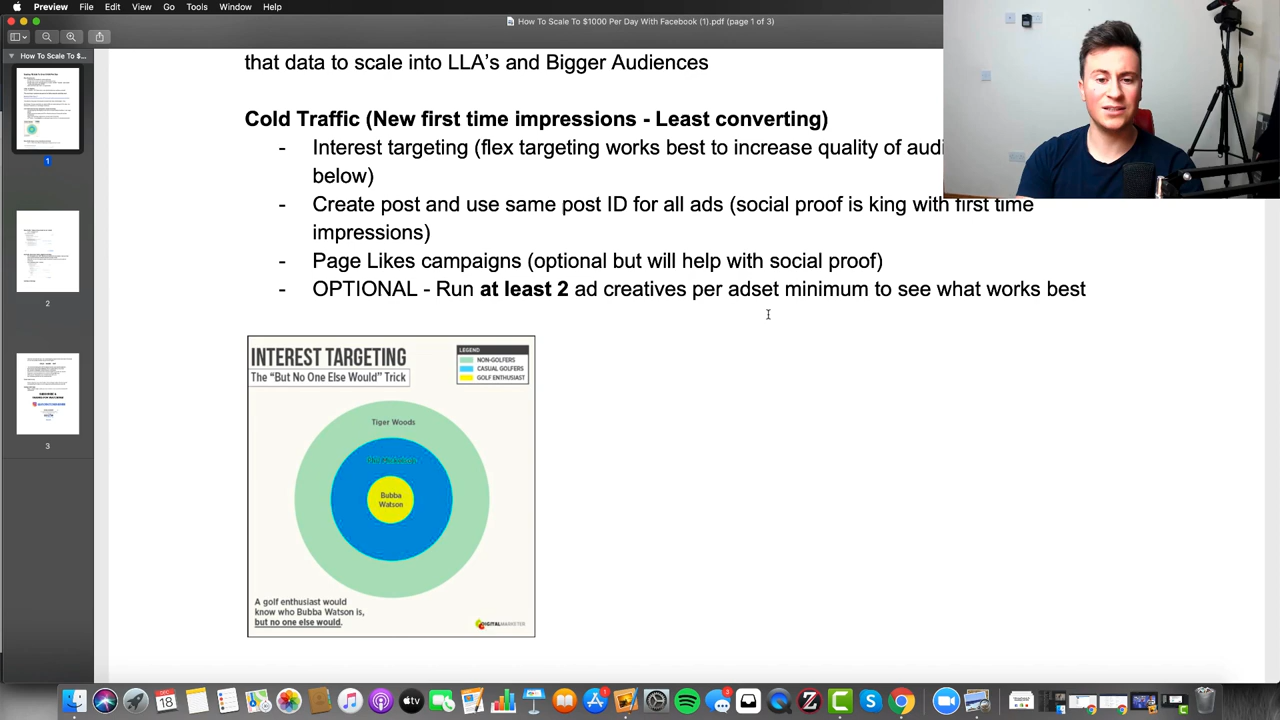 Preview File Edit View Go Tools Window Help
How To Scale To $1000 Per Day With Facebook (1).pdf (page 1 of 3)
How To Scale To $...
1
2
3
that data to scale into LLA's and Bigger Audiences
Cold Traffic (New first time impressions - Least converting)
- Interest targeting (flex targeting works best to increase quality of audi
below)
- Create post and use same post ID for all ads (social proof is king with first time
impressions)
- Page Likes campaigns (optional but will help with social proof)
- OPTIONAL - Run at least 2 ad creatives per adset minimum to see what works best
INTEREST TARGETING
The "But No One Else Would" Trick
LEGEND
NON-GOLFERS
CASUAL GOLFERS
GOLF ENTHUSIAST
Tiger Woods
Bubba
Watson
A golf enthusiast would
know who Bubba Watson is,
but no one else would.
DIGITALMARKETER
DEC
18
1
3
tv